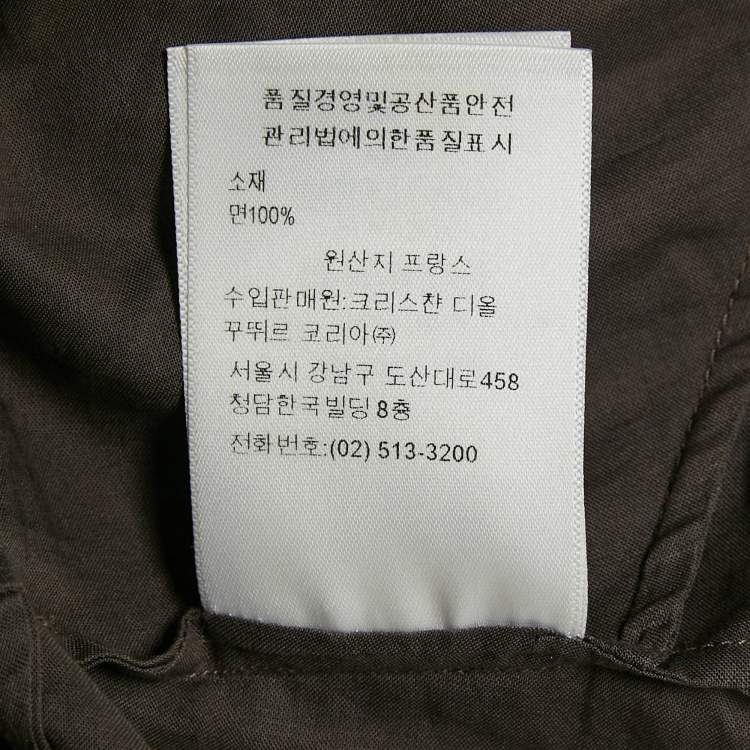 품질경영및공산품안전
관리법에의한품질표시
소재
면100%
원산지 프랑스
수입판매원:크리스챤 디올
꾸뛰르 코리아㈜
서울시 강남구 도산대로458
청담한국빌딩 8층
전화번호:(02) 513-3200